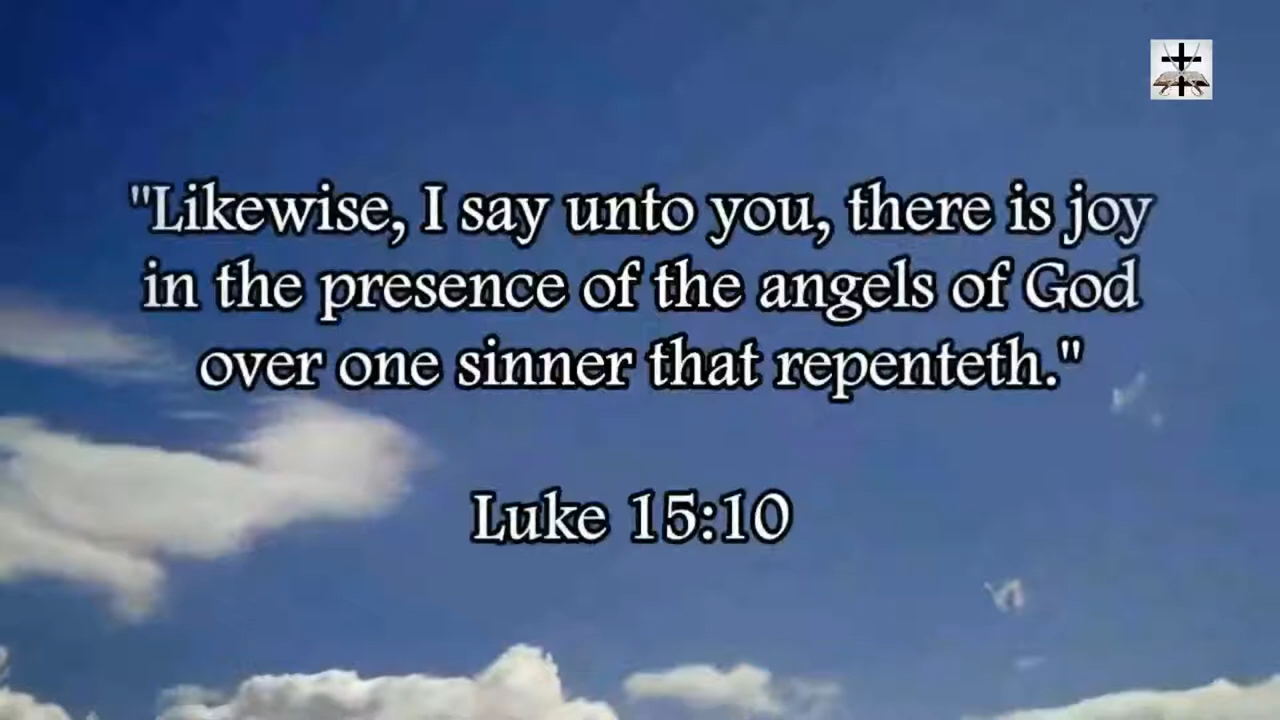 "Likewise, I say unto you, there is joy
in the presence of the angels of God
over one sinner that repenteth."
Luke 15:10